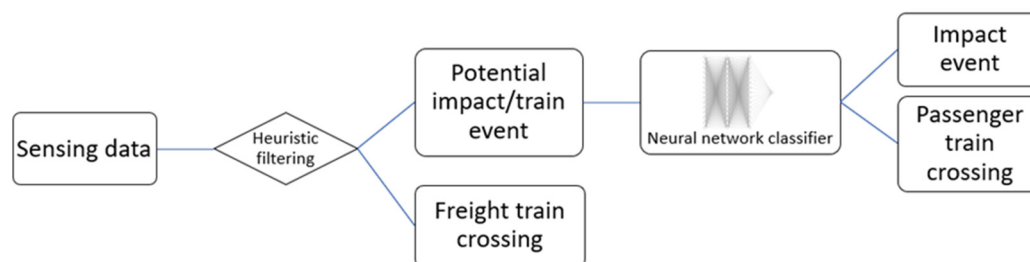 Sensing data
Heuristic
filtering
Potential
impact/train
event
Freight train
crossing
Neural network classifier
Impact
event
Passenger
train
crossing